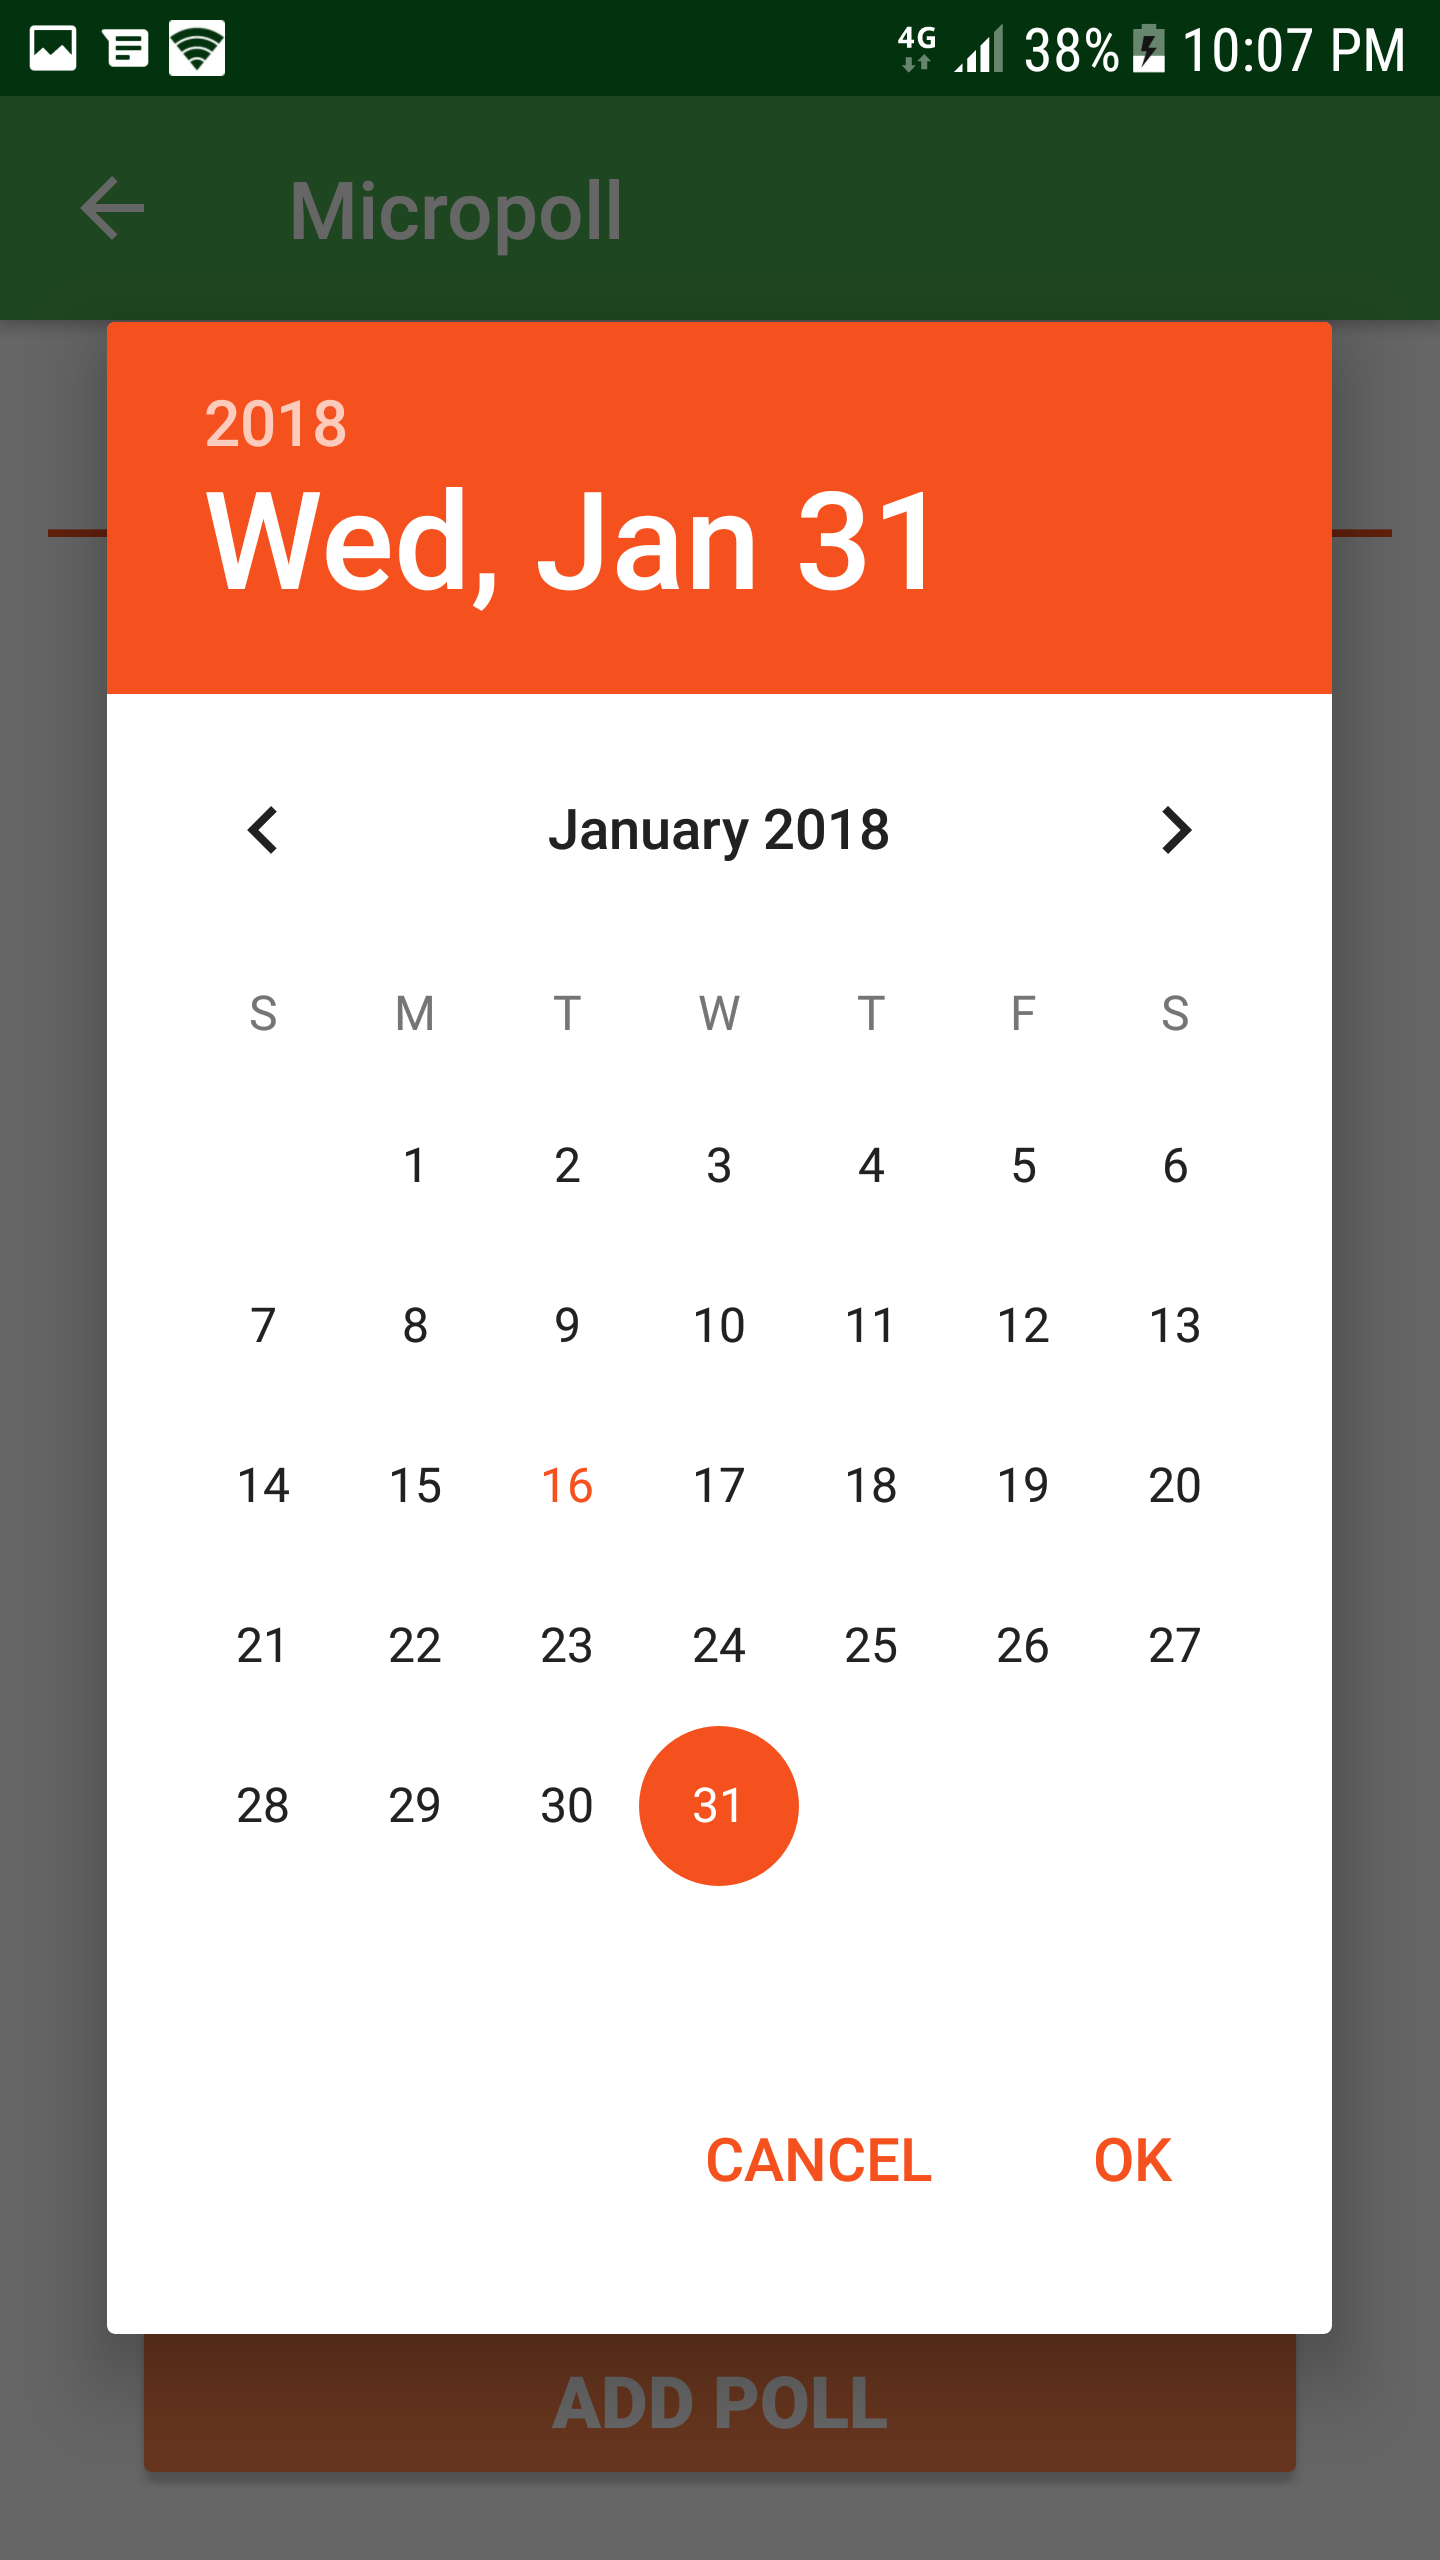 4G 38% 10:07 PM
Micropoll
2018
Wed, Jan 31
January 2018
S M T W T F S
1 2 3 4 5 6
7 8 9 10 11 12 13
14 15 16 17 18 19 20
21 22 23 24 25 26 27
28 29 30 31
CANCEL OK
ADD POLL